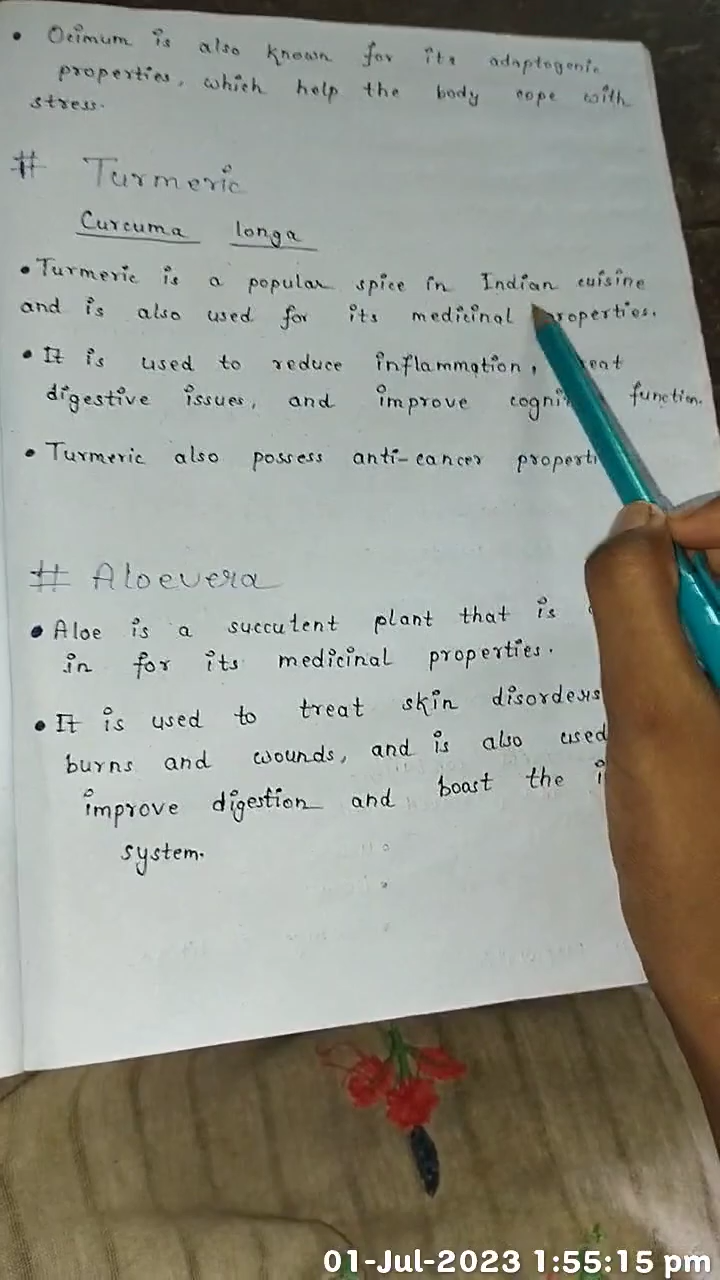 • Ocimum is also known for its adaptogenic
properties, which help the body cope with
stress.
# Turmeric
Curcuma longa
• Turmeric is a popular spice in Indian cuisine
and is also used for its medicinal properties.
• It is used to reduce inflammation,
digestive issues, and improve function.
• Turmeric also possess anti-cancer
# Aloevera
• Aloe is a succutent plant that is
in for its medicinal properties.
• It is used to treat skin disorders
burns and wounds, and is also used
improve digestion and boast the
system.
01-Jul-2023 1:55:15 pm